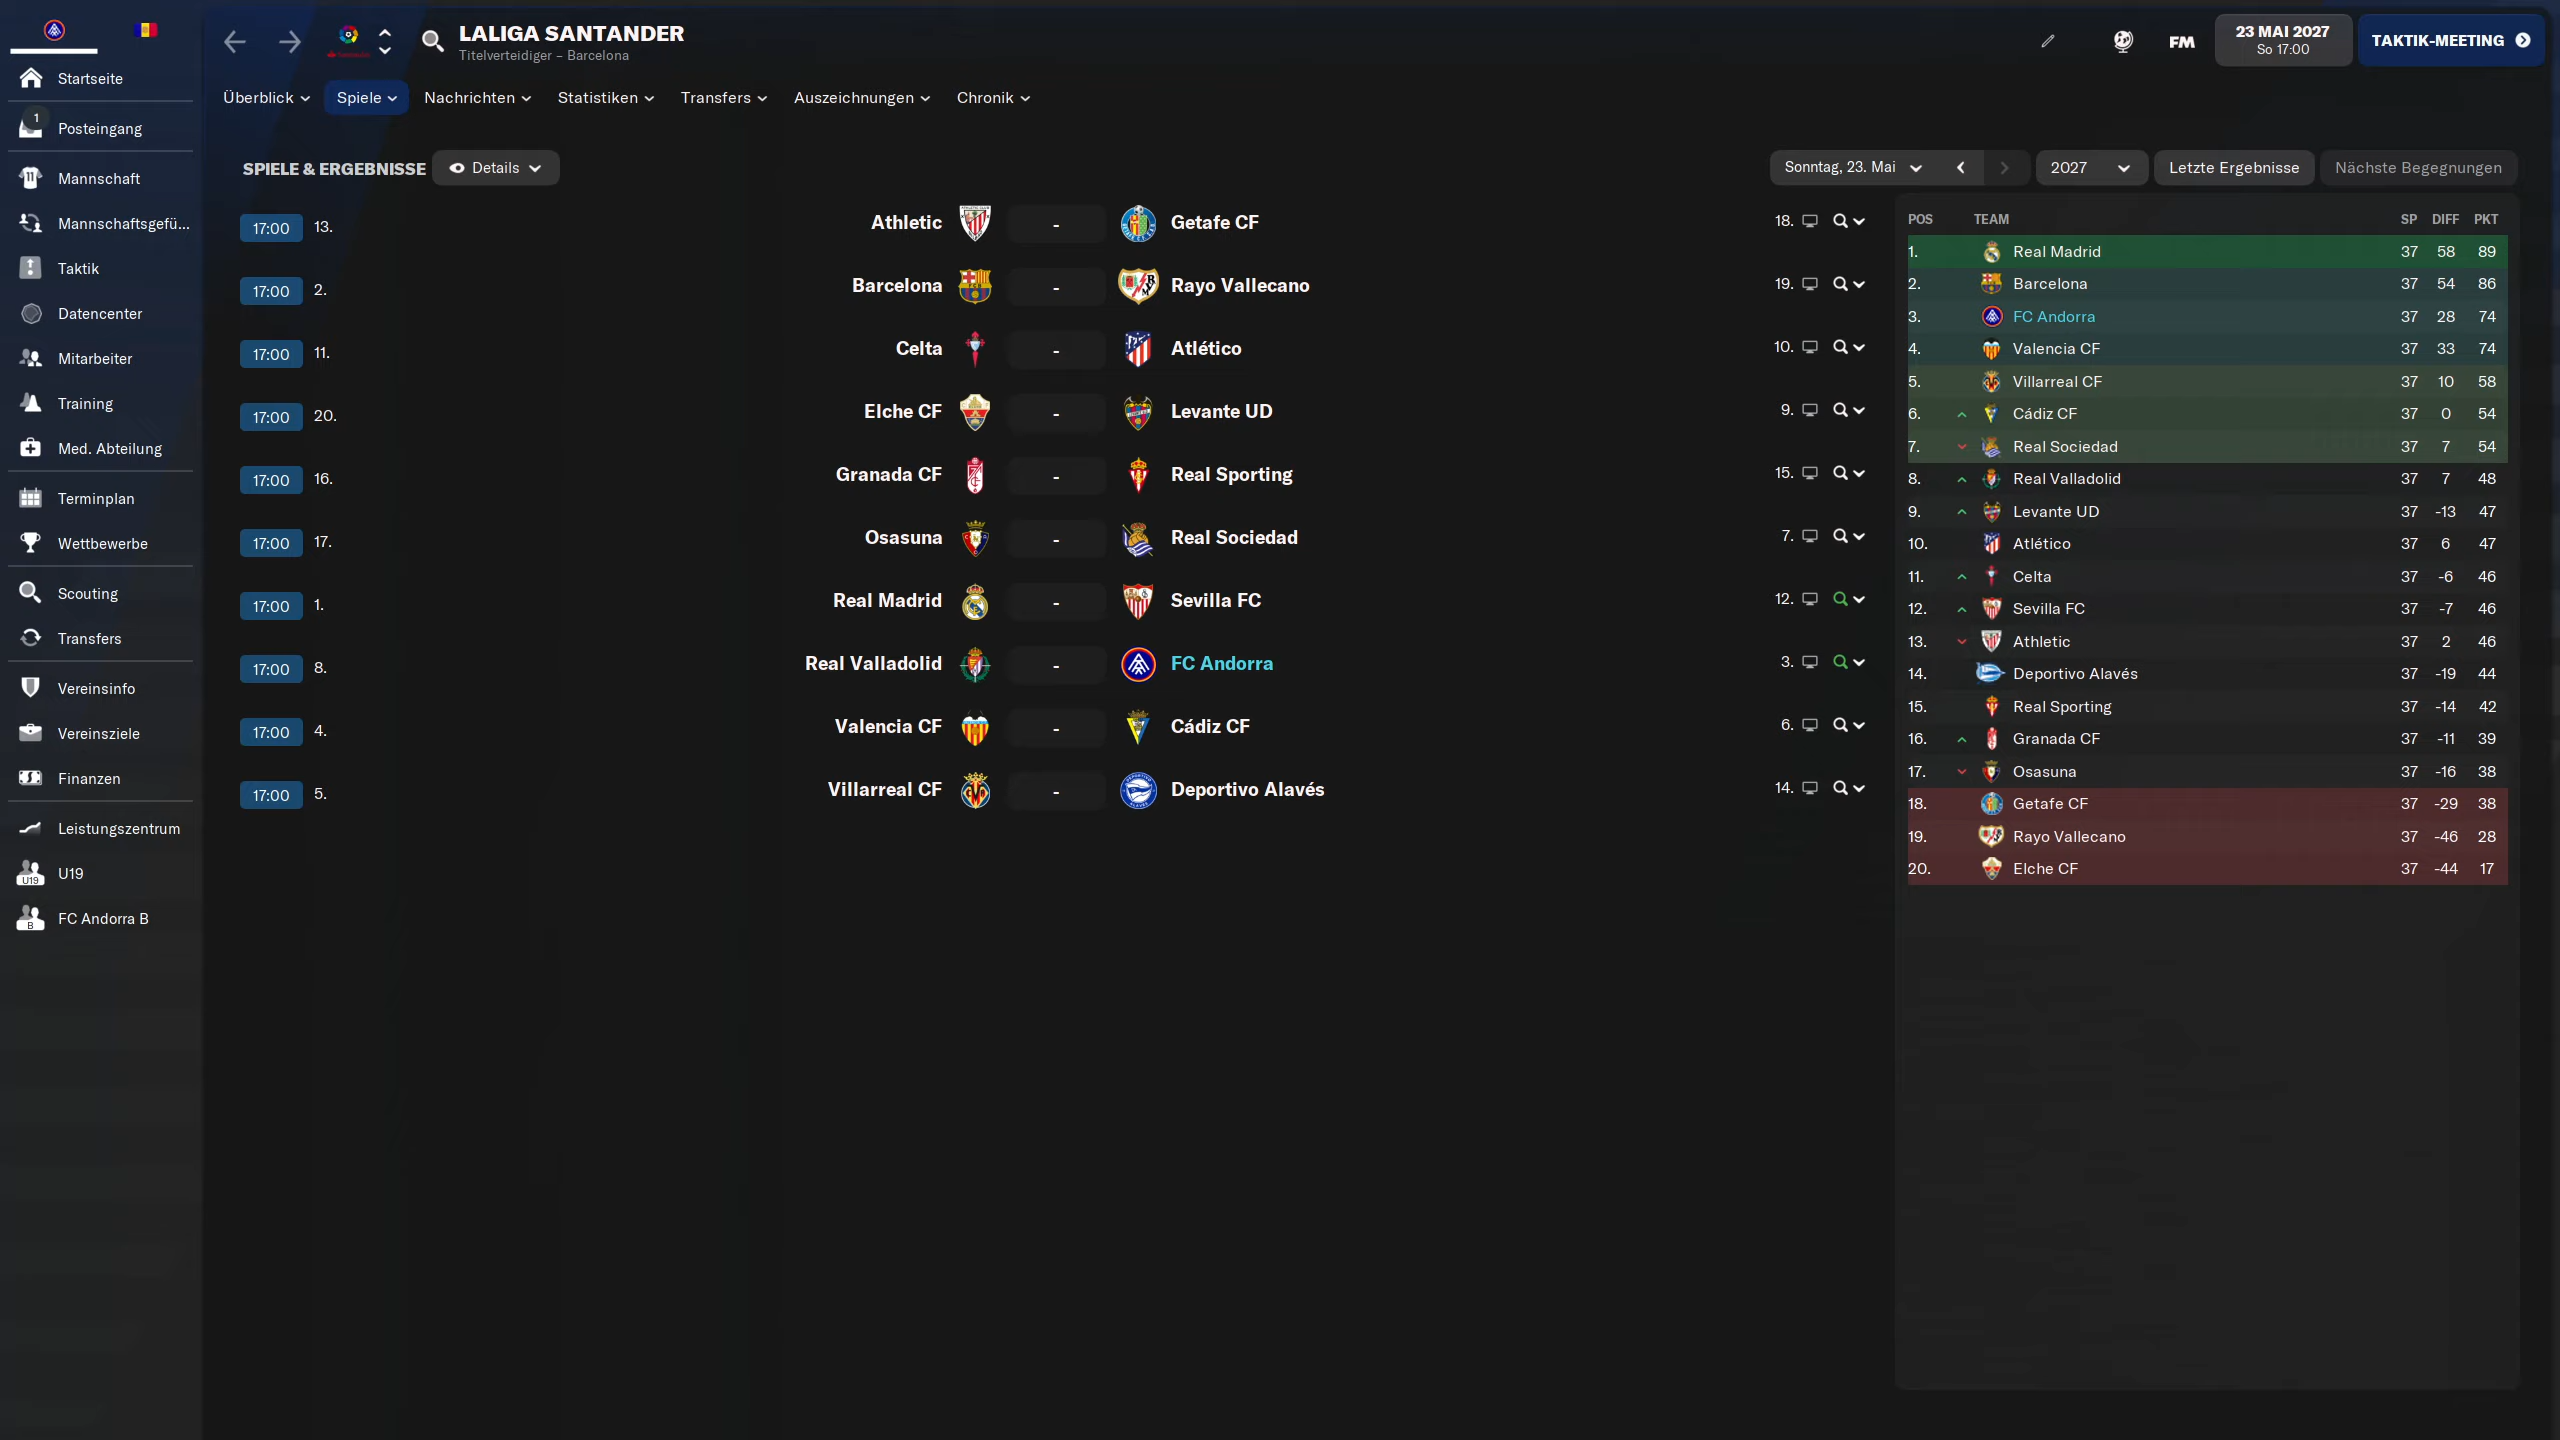 LALIGA SANTANDER
Titelverteidiger – Barcelona
23 MAI 2027
So 17:00
TAKTIK-MEETING
FM
Überblick
Spiele
Nachrichten
Statistiken
Transfers
Auszeichnungen
Chronik
Startseite
1
Posteingang
Mannschaft
Mannschaftsgefü...
Taktik
Datencenter
Mitarbeiter
Training
Med. Abteilung
Terminplan
Wettbewerbe
Scouting
Transfers
Vereinsinfo
Vereinsziele
Finanzen
Leistungszentrum
U19 U19
B FC Andorra B
SPIELE & ERGEBNISSE Details
Sonntag, 23. Mai 2027 Letzte Ergebnisse Nächste Begegnungen
17:00 13. Athletic - Getafe CF 18.
17:00 2. Barcelona - Rayo Vallecano 19.
17:00 11. Celta - Atlético 10.
17:00 20. Elche CF - Levante UD 9.
17:00 16. Granada CF - Real Sporting 15.
17:00 17. Osasuna - Real Sociedad 7.
17:00 1. Real Madrid - Sevilla FC 12.
17:00 8. Real Valladolid - FC Andorra 3.
17:00 4. Valencia CF - Cádiz CF 6.
17:00 5. Villarreal CF - Deportivo Alavés 14.
POS TEAM SP DIFF PKT
1. Real Madrid 37 58 89
2. Barcelona 37 54 86
3. FC Andorra 37 28 74
4. Valencia CF 37 33 74
5. Villarreal CF 37 10 58
6. Cádiz CF 37 0 54
7. Real Sociedad 37 7 54
8. Real Valladolid 37 7 48
9. Levante UD 37 -13 47
10. Atlético 37 6 47
11. Celta 37 -6 46
12. Sevilla FC 37 -7 46
13. Athletic 37 2 46
14. Deportivo Alavés 37 -19 44
15. Real Sporting 37 -14 42
16. Granada CF 37 -11 39
17. Osasuna 37 -16 38
18. Getafe CF 37 -29 38
19. Rayo Vallecano 37 -46 28
20. Elche CF 37 -44 17